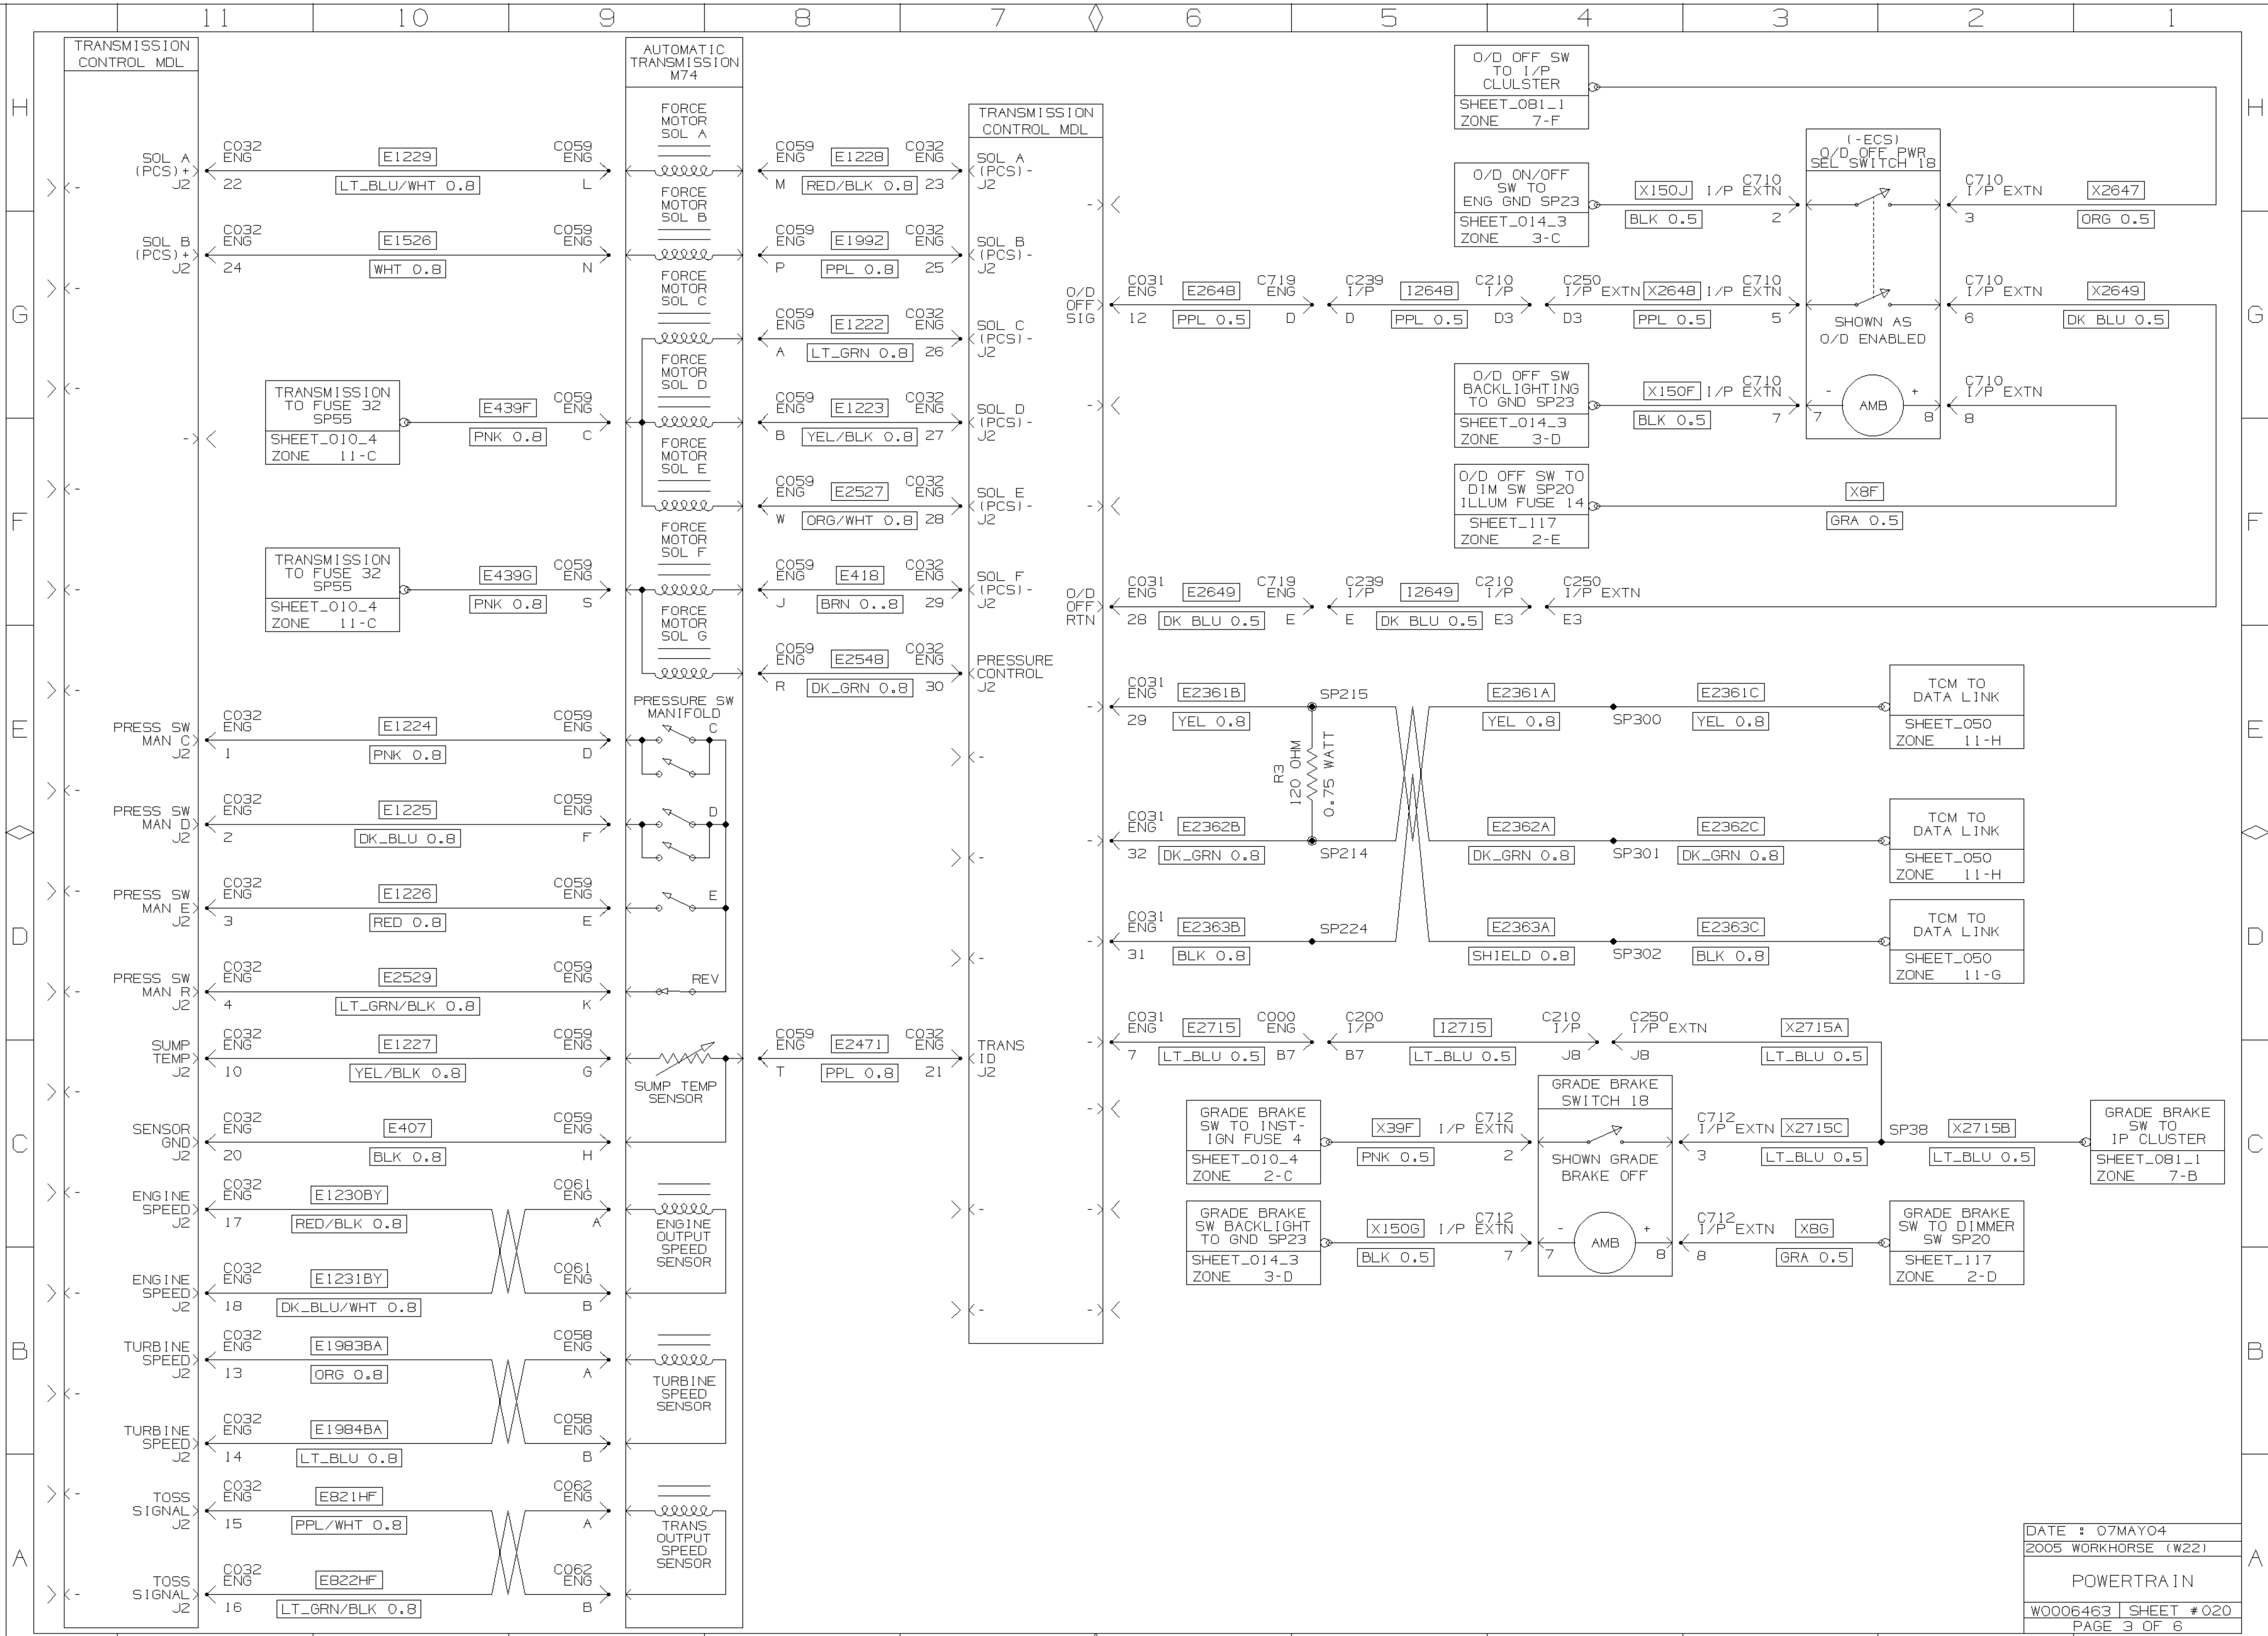 11 10 9 8 7 6 5 4 3 2 1
H
G
F
E
D
C
B
A
TRANSMISSION
CONTROL MDL
SOL A
(PCS)+
J2
C032
ENG
22
E1229
LT_BLU/WHT 0.8
C059
ENG
L
SOL B
(PCS)+
J2
C032
ENG
24
E1526
WHT 0.8
C059
ENG
N
TRANSMISSION
TO FUSE 32
SP55
SHEET_010_4
ZONE 11-C
E439F
PNK 0.8
C059
ENG
C
TRANSMISSION
TO FUSE 32
SP55
SHEET_010_4
ZONE 11-C
E439G
PNK 0.8
C059
ENG
S
PRESS SW
MAN C
J2
C032
ENG
1
E1224
PNK 0.8
C059
ENG
D
PRESS SW
MAN D
J2
C032
ENG
2
E1225
DK_BLU 0.8
C059
ENG
F
PRESS SW
MAN E
J2
C032
ENG
3
E1226
RED 0.8
C059
ENG
E
PRESS SW
MAN R
J2
C032
ENG
4
E2529
LT_GRN/BLK 0.8
C059
ENG
K
SUMP
TEMP
J2
C032
ENG
10
E1227
YEL/BLK 0.8
C059
ENG
G
SENSOR
GND
J2
C032
ENG
20
E407
BLK 0.8
C059
ENG
H
ENGINE
SPEED
J2
C032
ENG
17
E1230BY
RED/BLK 0.8
C061
ENG
A
ENGINE
SPEED
J2
C032
ENG
18
E1231BY
DK_BLU/WHT 0.8
C061
ENG
B
TURBINE
SPEED
J2
C032
ENG
13
E1983BA
ORG 0.8
C058
ENG
A
TURBINE
SPEED
J2
C032
ENG
14
E1984BA
LT_BLU 0.8
C058
ENG
B
TOSS
SIGNAL
J2
C032
ENG
15
E821HF
PPL/WHT 0.8
C062
ENG
A
TOSS
SIGNAL
J2
C032
ENG
16
E822HF
LT_GRN/BLK 0.8
C062
ENG
B
AUTOMATIC
TRANSMISSION
M74
FORCE
MOTOR
SOL A
FORCE
MOTOR
SOL B
FORCE
MOTOR
SOL C
FORCE
MOTOR
SOL D
FORCE
MOTOR
SOL E
FORCE
MOTOR
SOL F
FORCE
MOTOR
SOL G
PRESSURE SW
MANIFOLD
C
D
E
REV
SUMP TEMP
SENSOR
ENGINE
OUTPUT
SPEED
SENSOR
TURBINE
SPEED
SENSOR
TRANS
OUTPUT
SPEED
SENSOR
C059
ENG
M
E1228
RED/BLK 0.8
C032
ENG
23
C059
ENG
P
E1992
PPL 0.8
C032
ENG
25
C059
ENG
A
E1222
LT_GRN 0.8
C032
ENG
26
C059
ENG
B
E1223
YEL/BLK 0.8
C032
ENG
27
C059
ENG
W
E2527
ORG/WHT 0.8
C032
ENG
28
C059
ENG
J
E418
BRN 0..8
C032
ENG
29
C059
ENG
R
E2548
DK_GRN 0.8
C032
ENG
30
C059
ENG
T
E2471
PPL 0.8
C032
ENG
21
TRANSMISSION
CONTROL MDL
SOL A
(PCS)-
J2
SOL B
(PCS)-
J2
SOL C
(PCS)-
J2
SOL D
(PCS)-
J2
SOL E
(PCS)-
J2
SOL F
(PCS)-
J2
PRESSURE
CONTROL
J2
TRANS
ID
J2
O/D
OFF
SIG
O/D
OFF
RTN
O/D OFF SW
TO I/P
CLULSTER
SHEET_081_1
ZONE 7-F
O/D ON/OFF
SW TO
ENG GND SP23
SHEET_014_3
ZONE 3-C
X150J
BLK 0.5
I/P EXTN
C710
2
(-ECS)
O/D OFF PWR
SEL SWITCH 18
SHOWN AS
O/D ENABLED
- AMB +
7 8
C710
I/P EXTN
3
X2647
ORG 0.5
C031
ENG
12
E2648
PPL 0.5
C719
ENG
D
C239
I/P
D
I2648
PPL 0.5
C210
I/P
D3
C250
I/P EXTN
D3
X2648
PPL 0.5
C710
I/P EXTN
5
C710
I/P EXTN
6
X2649
DK BLU 0.5
O/D OFF SW
BACKLIGHTING
TO GND SP23
SHEET_014_3
ZONE 3-D
X150F
BLK 0.5
C710
I/P EXTN
7
C710
I/P EXTN
8
O/D OFF SW TO
DIM SW SP20
ILLUM FUSE 14
SHEET_117
ZONE 2-E
X8F
GRA 0.5
C031
ENG
28
E2649
DK BLU 0.5
C719
ENG
E
C239
I/P
E
I2649
DK BLU 0.5
C210
I/P
E3
C250
I/P EXTN
E3
C031
ENG
29
E2361B
YEL 0.8
SP215
E2361A
YEL 0.8
SP300
E2361C
YEL 0.8
TCM TO
DATA LINK
SHEET_050
ZONE 11-H
R3
120 OHM
0.75 WATT
C031
ENG
32
E2362B
DK_GRN 0.8
SP214
E2362A
DK_GRN 0.8
SP301
E2362C
DK_GRN 0.8
TCM TO
DATA LINK
SHEET_050
ZONE 11-H
C031
ENG
31
E2363B
BLK 0.8
SP224
E2363A
SHIELD 0.8
SP302
E2363C
BLK 0.8
TCM TO
DATA LINK
SHEET_050
ZONE 11-G
C031
ENG
7
E2715
LT_BLU 0.5
C000
ENG
B7
C200
I/P
B7
I2715
LT_BLU 0.5
C210
I/P
J8
C250
I/P EXTN
J8
X2715A
LT_BLU 0.5
GRADE BRAKE
SW TO INST-
IGN FUSE 4
SHEET_010_4
ZONE 2-C
X39F
PNK 0.5
C712
I/P EXTN
2
GRADE BRAKE
SWITCH 18
SHOWN GRADE
BRAKE OFF
- AMB +
7 8
C712
I/P EXTN
3
X2715C
LT_BLU 0.5
SP38
X2715B
LT_BLU 0.5
GRADE BRAKE
SW TO
IP CLUSTER
SHEET_081_1
ZONE 7-B
GRADE BRAKE
SW BACKLIGHT
TO GND SP23
SHEET_014_3
ZONE 3-D
X150G
BLK 0.5
C712
I/P EXTN
7
C712
I/P EXTN
8
X8G
GRA 0.5
GRADE BRAKE
SW TO DIMMER
SW SP20
SHEET_117
ZONE 2-D
H
G
F
E
D
C
B
A
DATE : 07MAY04
2005 WORKHORSE (W22)
POWERTRAIN
W0006463 SHEET #020
PAGE 3 OF 6